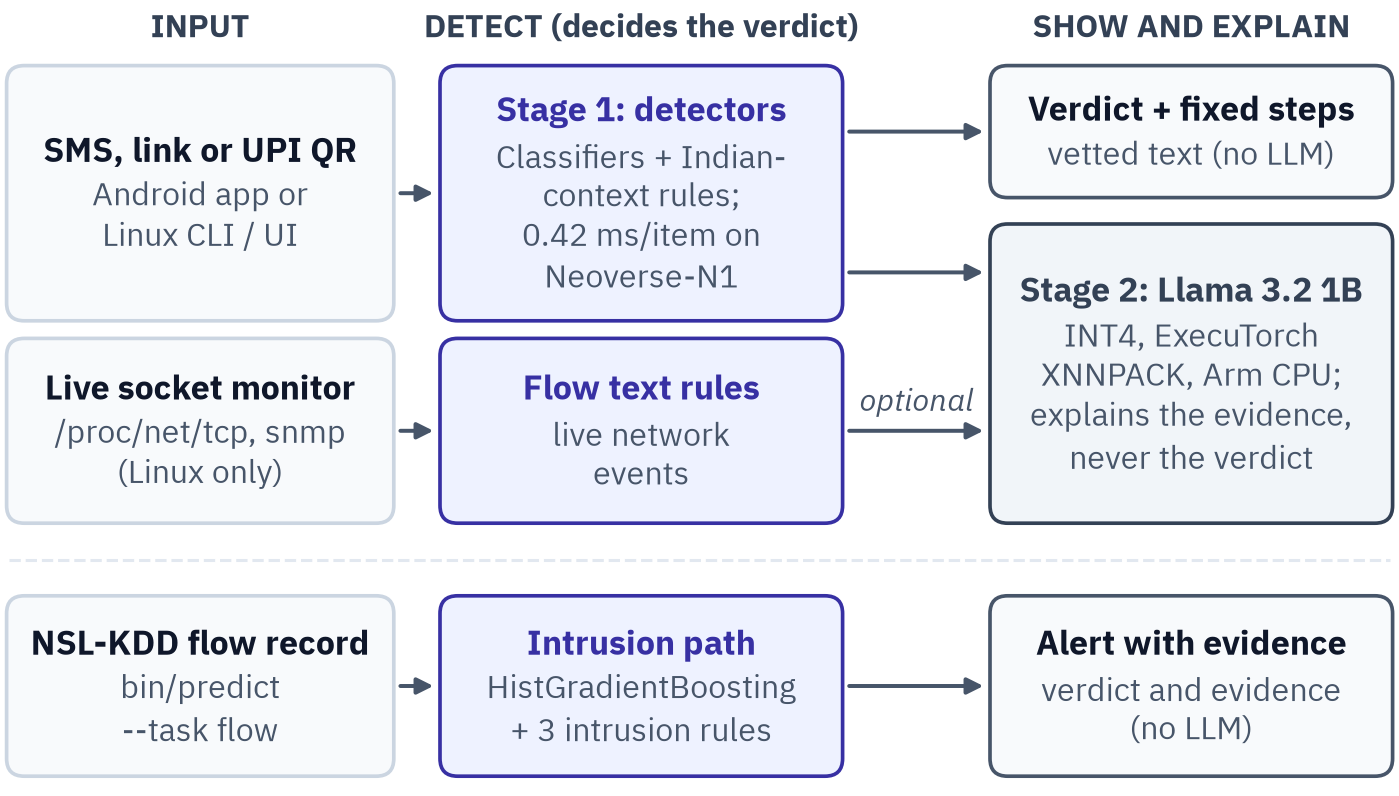 INPUT
DETECT (decides the verdict)
SHOW AND EXPLAIN
SMS, link or UPI QR
Android app or
Linux CLI / UI
Stage 1: detectors
Classifiers + Indian-
context rules;
0.42 ms/item on
Neoverse-N1
Verdict + fixed steps
vetted text (no LLM)
Stage 2: Llama 3.2 1B
INT4, ExecuTorch
XNNPACK, Arm CPU;
explains the evidence,
never the verdict
Live socket monitor
/proc/net/tcp, snmp
(Linux only)
Flow text rules
live network
events
optional
NSL-KDD flow record
bin/predict
--task flow
Intrusion path
HistGradientBoosting
+ 3 intrusion rules
Alert with evidence
verdict and evidence
(no LLM)